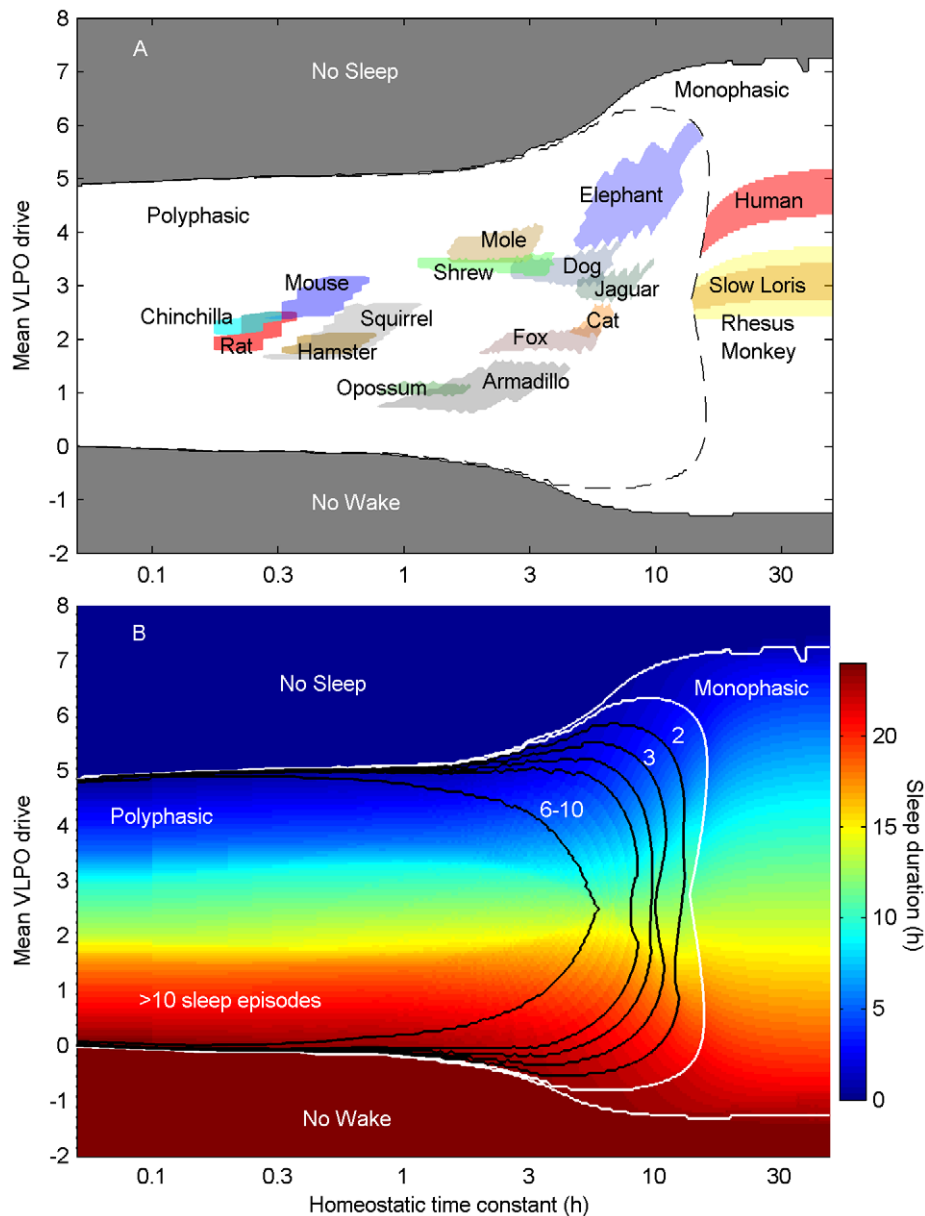 A
No Sleep
Monophasic
Polyphasic
Elephant
Human
Mole
Shrew
Dog
Mouse
Jaguar
Slow Loris
Chinchilla
Squirrel
Cat
Rhesus
Monkey
Rat
Hamster
Fox
Opossum
Armadillo
No Wake
Mean VLPO drive
8
7
6
5
4
3
2
1
0
-1
-2
0.1 0.3 1 3 10 30
B
No Sleep
Monophasic
2
3
6-10
Polyphasic
>10 sleep episodes
No Wake
Mean VLPO drive
8
7
6
5
4
3
2
1
0
-1
-2
0.1 0.3 1 3 10 30
Homeostatic time constant (h)
20
15
10
5
0
Sleep duration (h)